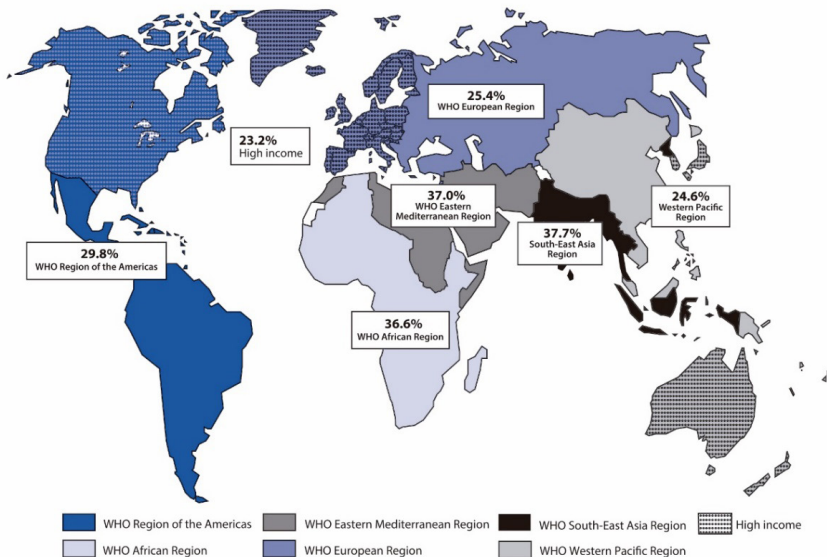 25.4%
WHO European Region
23.2%
High income
37.0%
WHO Eastern
Mediterranean Region
24.6%
Western Pacific
Region
37.7%
South-East Asia
Region
29.8%
WHO Region of the Americas
36.6%
WHO African Region
WHO Region of the Americas
WHO Eastern Mediterranean Region
WHO South-East Asia Region
High income
WHO African Region
WHO European Region
WHO Western Pacific Region